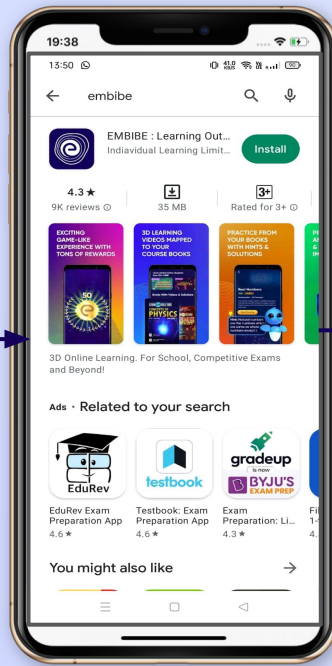 19:38
13:50
41.0
KB/S
embibe
EMBIBE : Learning Out...
Indiavidual Learning Limit...
Install
4.3★
9K reviews
35 MB
3+
Rated for 3+
EXCITING
GAME-LIKE
EXPERIENCE WITH
TONS OF REWARDS
3D LEARNING
VIDEOS MAPPED
TO YOUR
COURSE BOOKS
PHYSICS
PRACTICE FROM
YOUR BOOKS
WITH HINTS &
SOLUTIONS
3D Online Learning. For School, Competitive Exams
and Beyond!
Ads · Related to your search
EduRev
testbook
gradeup
is now
BYJU'S
EXAM PREP
EduRev Exam
Preparation App
4.6★
Testbook: Exam
Preparation App
4.6★
Exam
Preparation: Li...
4.3★
You might also like